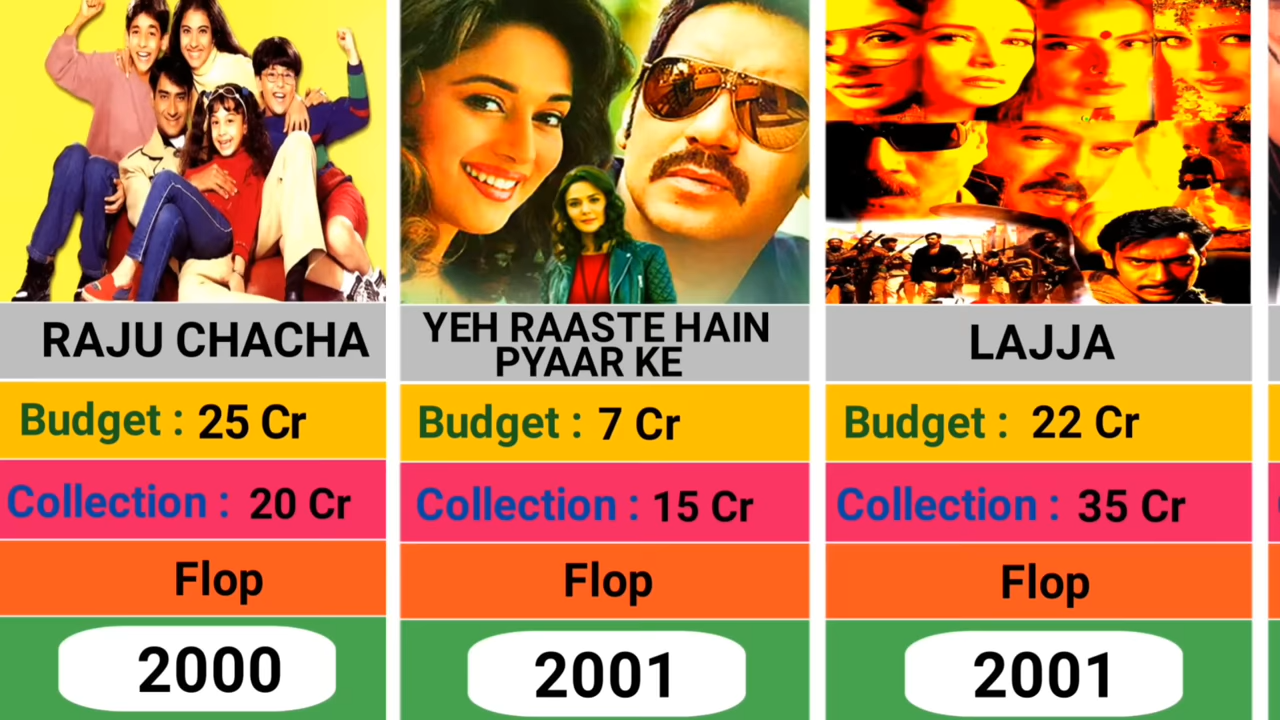 RAJU CHACHA
Budget : 25 Cr
Collection : 20 Cr
Flop
2000
YEH RAASTE HAIN
PYAAR KE
Budget : 7 Cr
Collection : 15 Cr
Flop
2001
LAJJA
Budget : 22 Cr
Collection : 35 Cr
Flop
2001